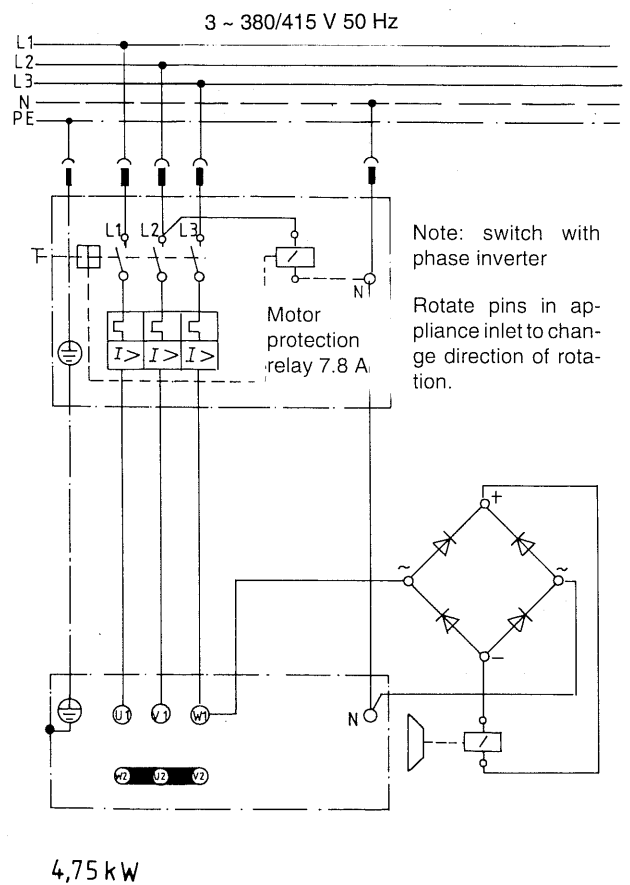 3 ~ 380/415 V 50 Hz
L1
L2
L3
N
PE
L1 L2 L3
N
Note: switch with
phase inverter
Rotate pins in ap-
pliance inlet to chan-
ge direction of rota-
tion.
Motor
protection
relay 7.8 A
I> I> I>
+
~ ~
−
U1 V1 W1 N
W2 U2 V2
4,75 kW